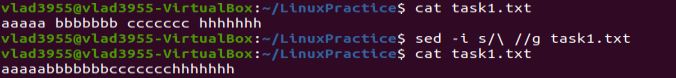 vlad3955@vlad3955-VirtualBox:~/LinuxPractice$ cat task1.txt
aaaaa bbbbbbb ccccccc hhhhhhh
vlad3955@vlad3955-VirtualBox:~/LinuxPractice$ sed -i s/\ //g task1.txt
vlad3955@vlad3955-VirtualBox:~/LinuxPractice$ cat task1.txt
aaaaabbbbbbbccccccchhhhhhh